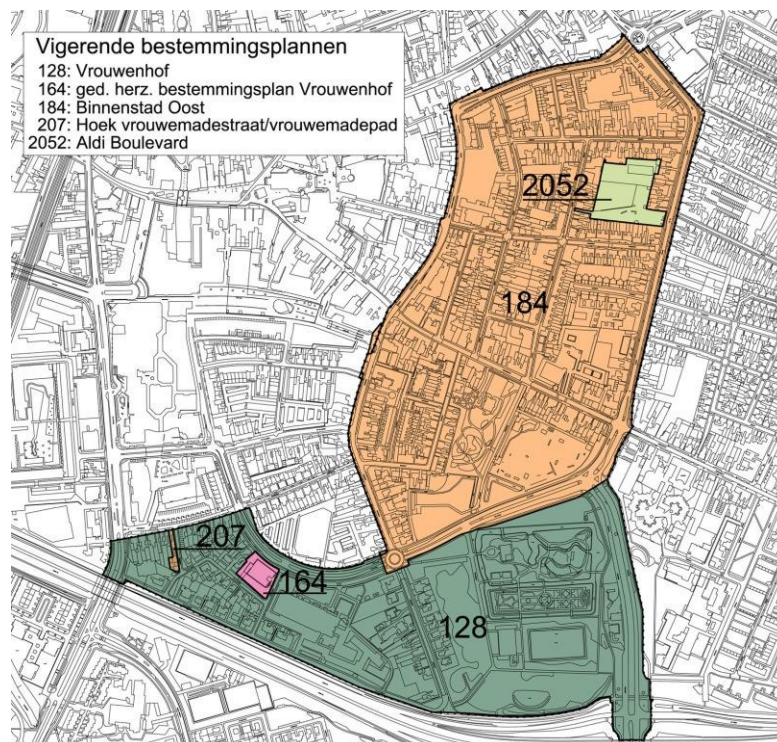 Vigerende bestemmingsplannen
128: Vrouwenhof
164: ged. herz. bestemmingsplan Vrouwenhof
184: Binnenstad Oost
207: Hoek vrouwemadestraat/vrouwemadepad
2052: Aldi Boulevard
2052
184
207
164
128